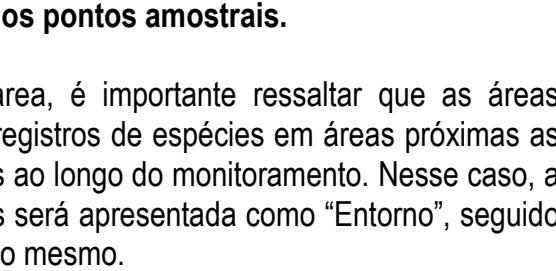 os pontos amostrais.
área, é importante ressaltar que as áreas
registros de espécies em áreas próximas as
s ao longo do monitoramento. Nesse caso, a
s será apresentada como “Entorno”, seguido
o mesmo.